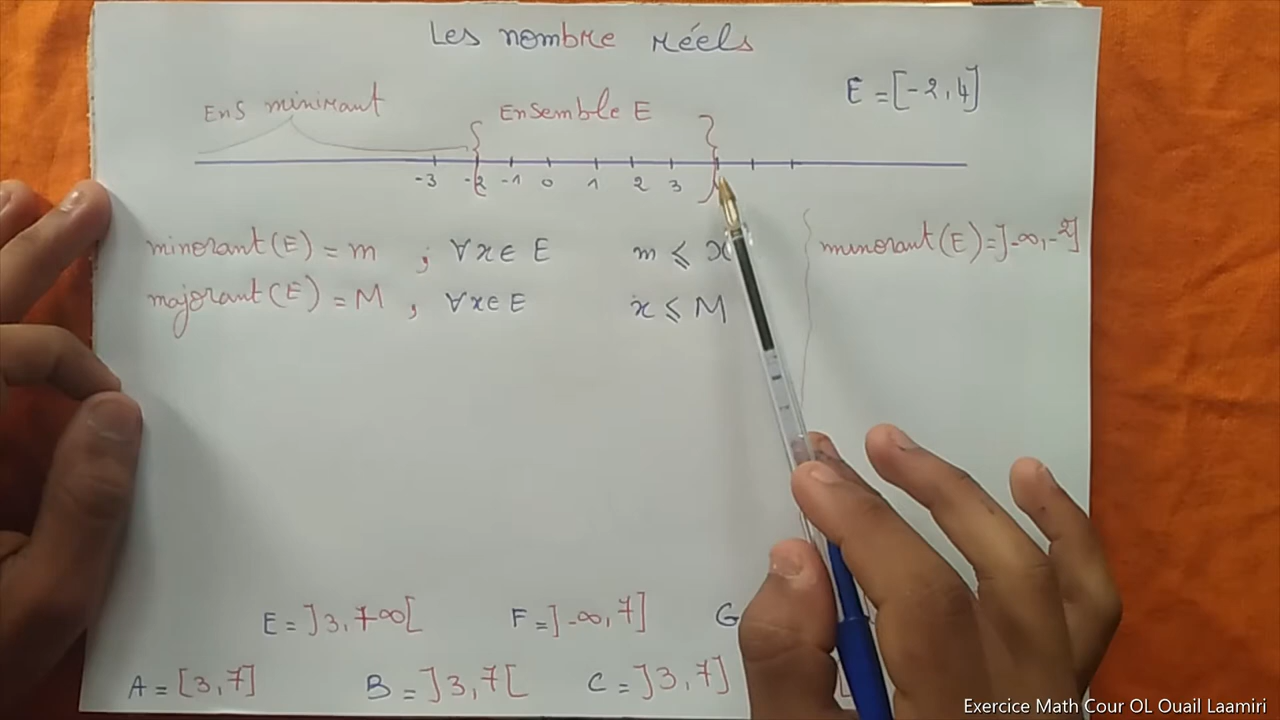 Les nombre réels
Ens minirant
Ensemble E
E = [-2, 4]
-3 -2 -1 0 1 2 3
minorant(E) = m ; ∀x∈ E m ⩽ x
minorant(E)=]-∞,-2]
majorant(E) = M , ∀x∈E x ⩽ M
E = ]3, +∞[ F = ]-∞, 7] G
A = [3, 7] B = ]3, 7[ C = ]3, 7] [
Exercice Math Cour OL Ouail Laamiri